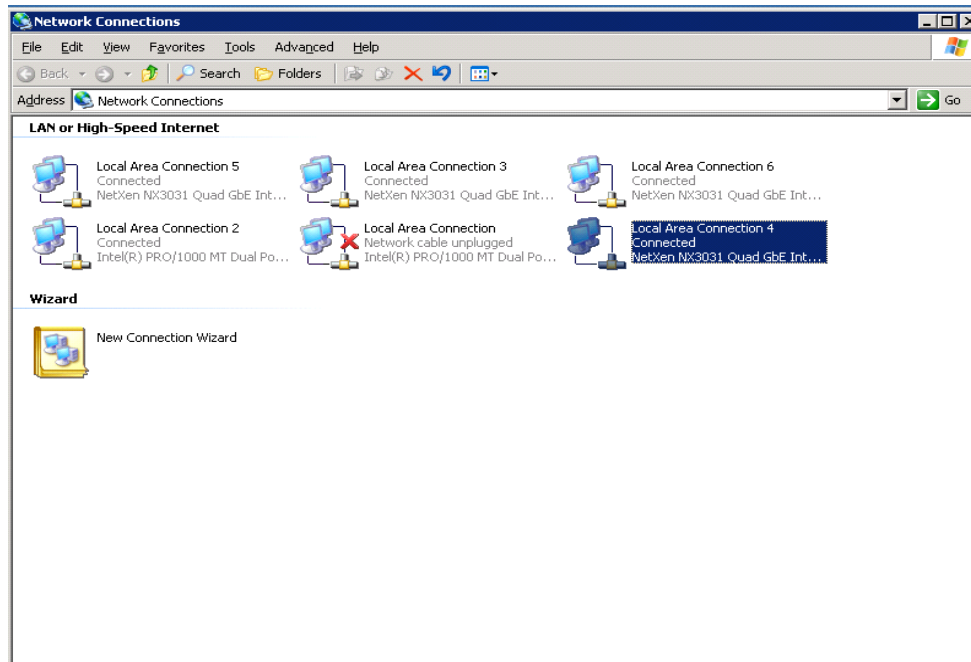 Network Connections
File Edit View Favorites Tools Advanced Help
Back Search Folders
Address Network Connections Go
LAN or High-Speed Internet
Local Area Connection 5
Connected
NetXen NX3031 Quad GbE Int...
Local Area Connection 3
Connected
NetXen NX3031 Quad GbE Int...
Local Area Connection 6
Connected
NetXen NX3031 Quad GbE Int...
Local Area Connection 2
Connected
Intel(R) PRO/1000 MT Dual Po...
Local Area Connection
Network cable unplugged
Intel(R) PRO/1000 MT Dual Po...
Local Area Connection 4
Connected
NetXen NX3031 Quad GbE Int...
Wizard
New Connection Wizard